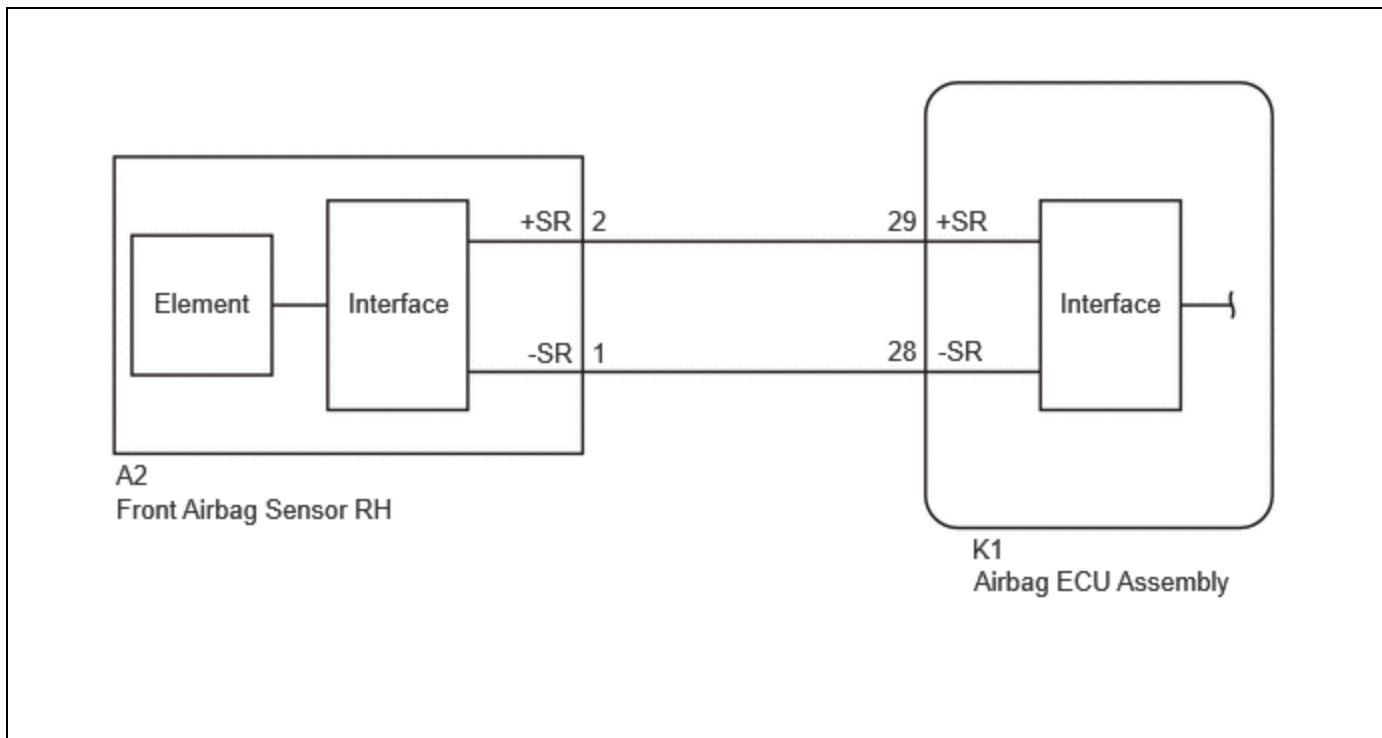 +SR 2 29 +SR
Element Interface Interface
-SR 1 28 -SR
A2
Front Airbag Sensor RH
K1
Airbag ECU Assembly